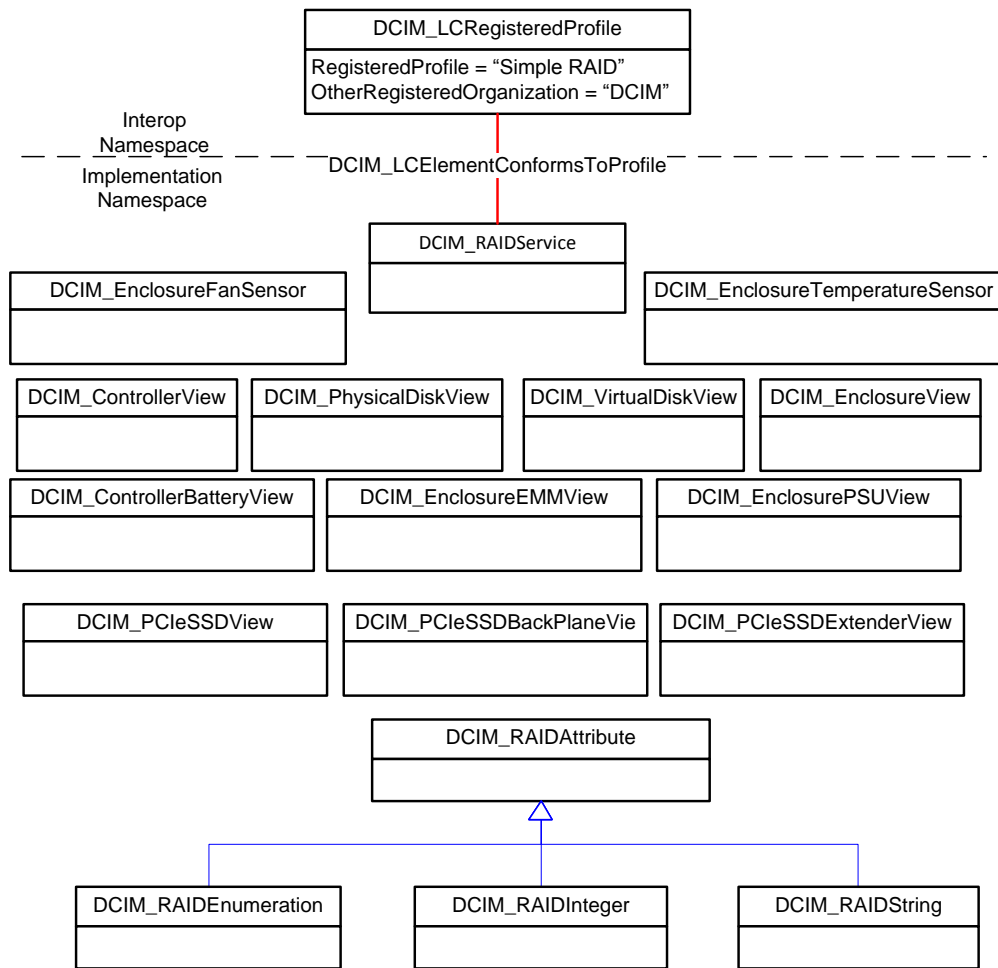 DCIM_LCRegisteredProfile
RegisteredProfile = “Simple RAID”
OtherRegisteredOrganization = “DCIM”
Interop
Namespace
DCIM_LCElementConformsToProfile
Implementation
Namespace
DCIM_RAIDService
DCIM_EnclosureFanSensor
DCIM_EnclosureTemperatureSensor
DCIM_ControllerView
DCIM_PhysicalDiskView
DCIM_VirtualDiskView
DCIM_EnclosureView
DCIM_ControllerBatteryView
DCIM_EnclosureEMMView
DCIM_EnclosurePSUView
DCIM_PCIeSSDView
DCIM_PCIeSSDBackPlaneVie
DCIM_PCIeSSDExtenderView
DCIM_RAIDAttribute
DCIM_RAIDEnumeration
DCIM_RAIDInteger
DCIM_RAIDString